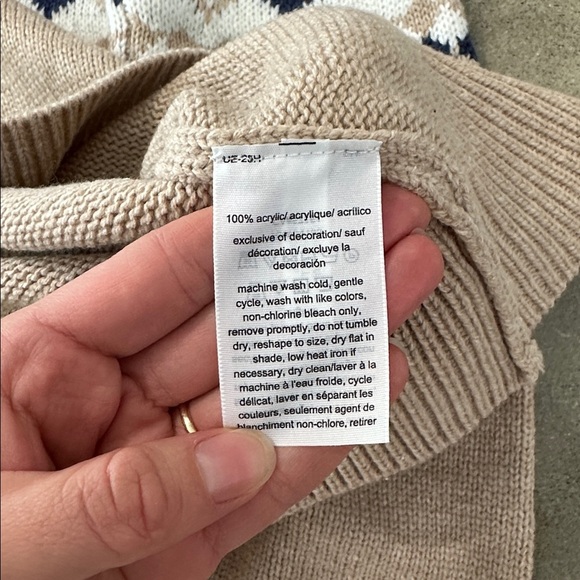 100% acrylic/ acrylique/ acrílico
exclusive of decoration/ sauf
décoration/ excluye la
decoración
machine wash cold, gentle
cycle, wash with like colors,
non-chlorine bleach only,
remove promptly, do not tumble
dry, reshape to size, dry flat in
shade, low heat iron if
necessary, dry clean/laver à la
machine à l'eau froide, cycle
délicat, laver en séparant les
couleurs, seulement agent de
blanchiment non-chlore, retirer